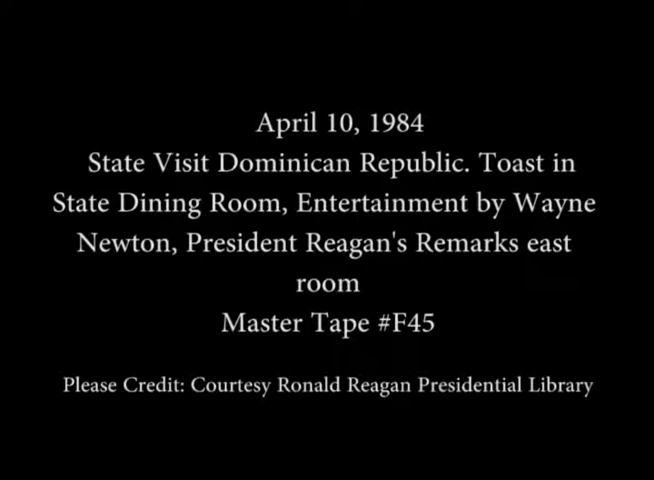 April 10, 1984
State Visit Dominican Republic. Toast in
State Dining Room, Entertainment by Wayne
Newton, President Reagan's Remarks east
room
Master Tape #F45
Please Credit: Courtesy Ronald Reagan Presidential Library